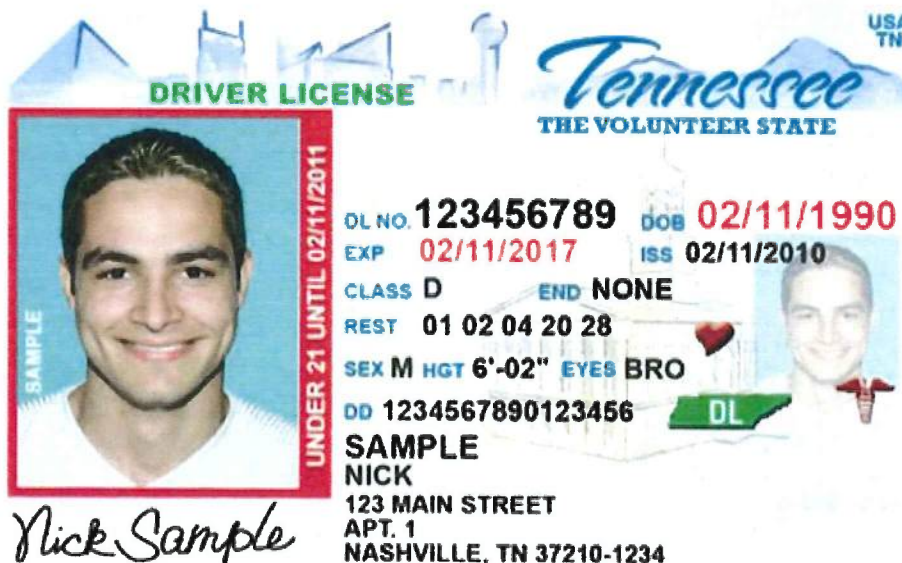 USA
TN
DRIVER LICENSE
Tennessee
THE VOLUNTEER STATE
SAMPLE
UNDER 21 UNTIL 02/11/2011
DL NO. 123456789 DOB 02/11/1990
EXP 02/11/2017 ISS 02/11/2010
CLASS D END NONE
REST 01 02 04 20 28
SEX M HGT 6'-02" EYES BRO
DD 1234567890123456
DL
SAMPLE
NICK
123 MAIN STREET
APT. 1
NASHVILLE, TN 37210-1234
Nick Sample